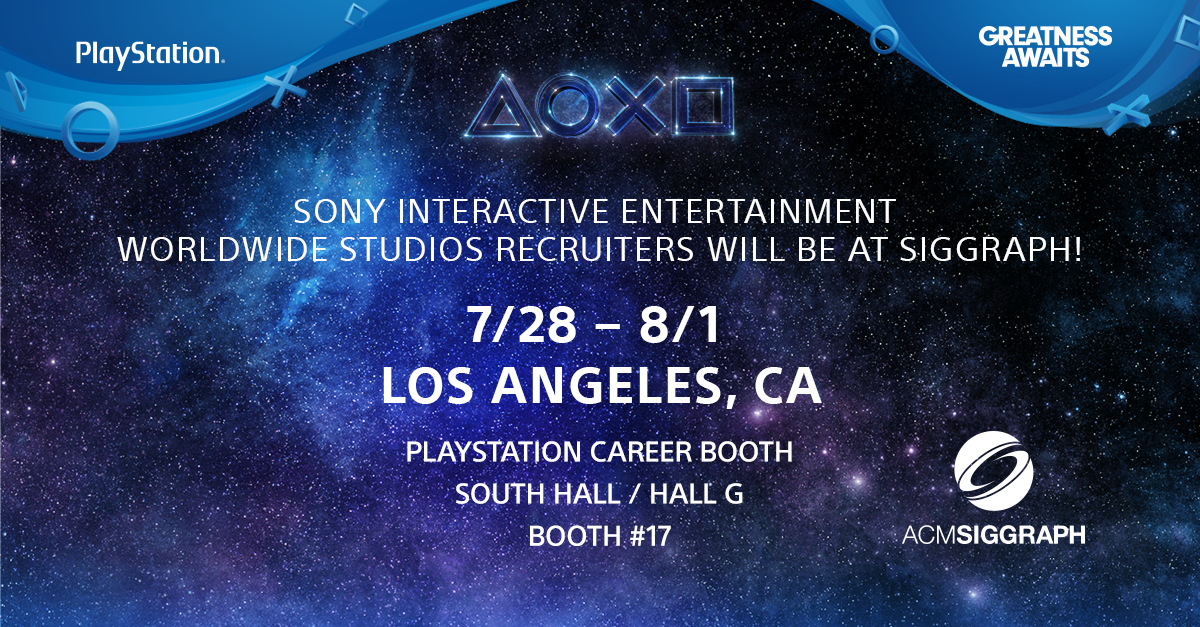 PlayStation®
GREATNESS
AWAITS
SONY INTERACTIVE ENTERTAINMENT
WORLDWIDE STUDIOS RECRUITERS WILL BE AT SIGGRAPH!
7/28 – 8/1
LOS ANGELES, CA
PLAYSTATION CAREER BOOTH
SOUTH HALL / HALL G
BOOTH #17
ACMSIGGRAPH